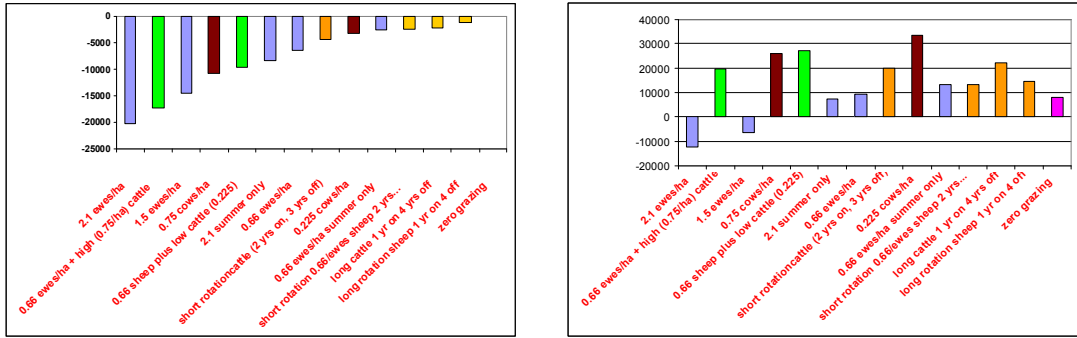 0
-5000
-10000
-15000
-20000
-25000
2.1 ewes/ha
0.66 ewes/ha + high (0.75/ha) cattle
1.5 ewes/ha
0.75 cows/ha
0.66 sheep plus low cattle (0.225)
2.1 summer only
0.66 ewes/ha
short rotationcattle (2 yrs on, 3 yrs off)
0.225 cows/ha
0.66 ewes/ha summer only
short rotation 0.66/ewes sheep 2 yrs...
long cattle 1 yr on 4 yrs off
long rotation sheep 1 yr on 4 off
zero grazing
40000
30000
20000
10000
0
-10000
-20000
2.1 ewes/ha
0.66 ewes/ha + high (0.75/ha) cattle
1.5 ewes/ha
0.75 cows/ha
0.66 sheep plus low cattle (0.225)
2.1 summer only
0.66 ewes/ha
short rotationcattle (2 yrs on, 3 yrs off,
0.225 cows/ha
0.66 ewes/ha summer only
short rotation 0.66/ewes sheep 2 yrs...
long cattle 1 yr on 4 yrs off
long rotation sheep 1 yr on 4 of
zero grazing